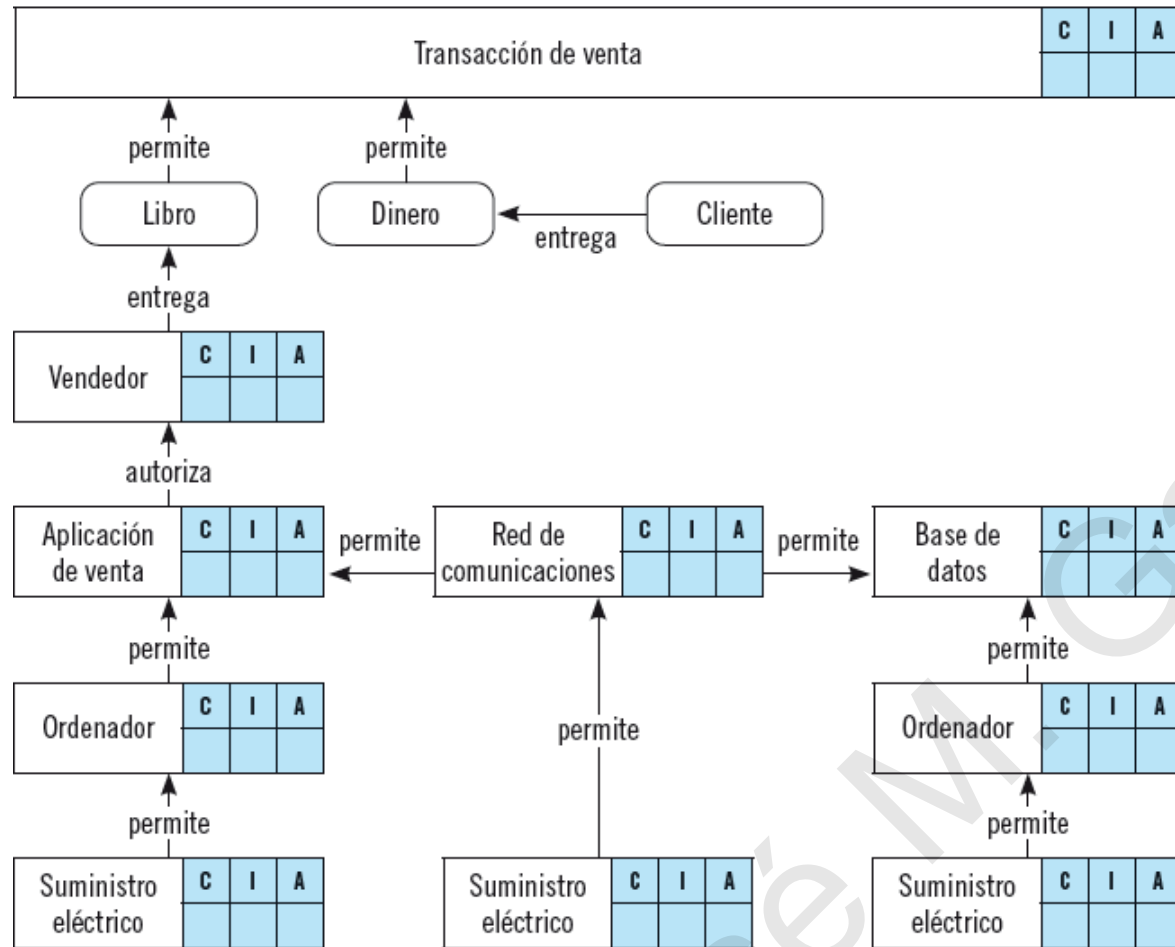 Transacción de venta
C I A
permite
permite
Libro
Dinero
Cliente
entrega
entrega
Vendedor
C I A
autoriza
Aplicación
de venta
C I A
permite
Red de
comunicaciones
C I A
permite
Base de
datos
C I A
permite
permite
Ordenador
C I A
permite
Ordenador
C I A
permite
permite
Suministro
eléctrico
C I A
Suministro
eléctrico
C I A
Suministro
eléctrico
C I A